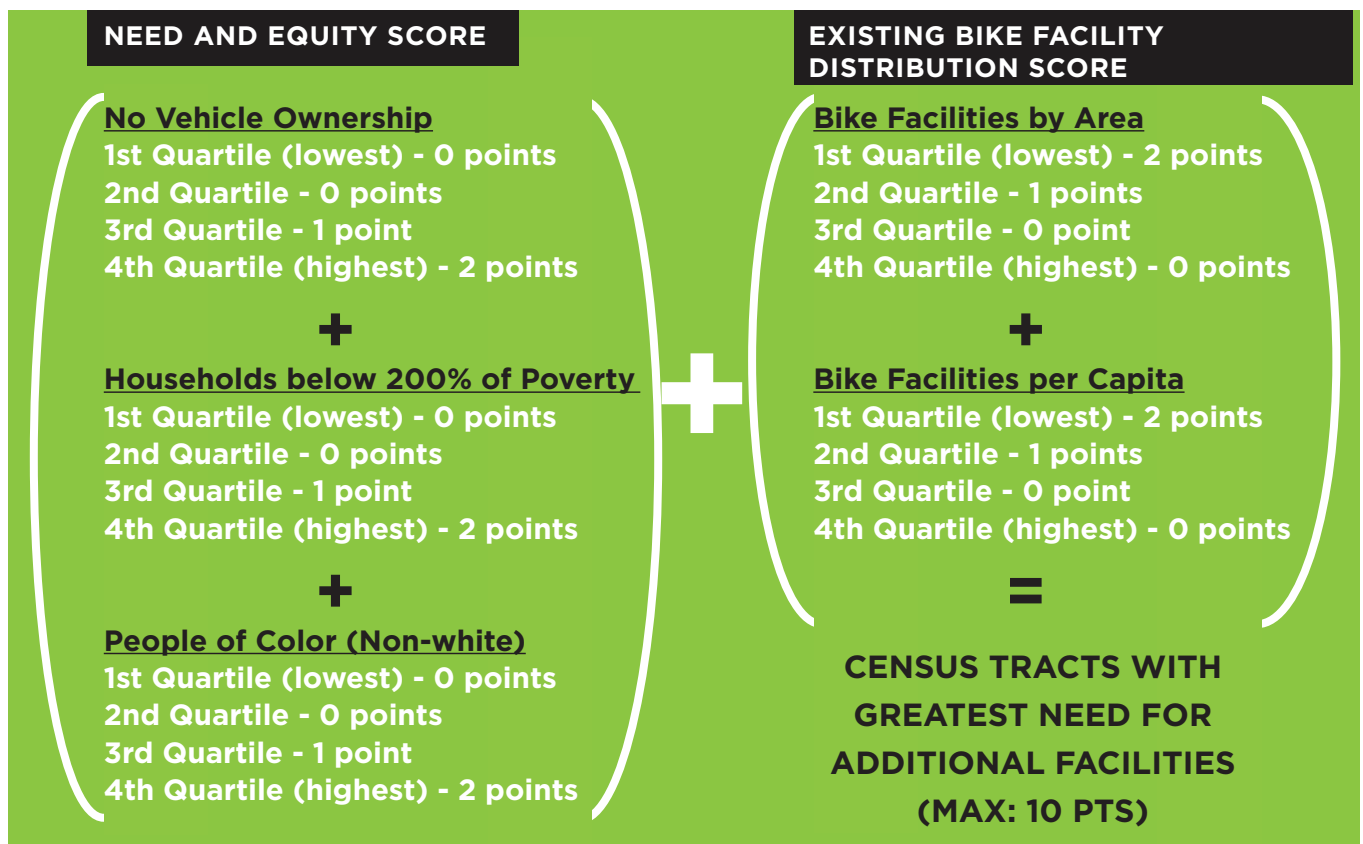 NEED AND EQUITY SCORE
No Vehicle Ownership
1st Quartile (lowest) - 0 points
2nd Quartile - 0 points
3rd Quartile - 1 point
4th Quartile (highest) - 2 points
+
Households below 200% of Poverty
1st Quartile (lowest) - 0 points
2nd Quartile - 0 points
3rd Quartile - 1 point
4th Quartile (highest) - 2 points
+
People of Color (Non-white)
1st Quartile (lowest) - 0 points
2nd Quartile - 0 points
3rd Quartile - 1 point
4th Quartile (highest) - 2 points
+
EXISTING BIKE FACILITY
DISTRIBUTION SCORE
Bike Facilities by Area
1st Quartile (lowest) - 2 points
2nd Quartile - 1 points
3rd Quartile - 0 point
4th Quartile (highest) - 0 points
+
Bike Facilities per Capita
1st Quartile (lowest) - 2 points
2nd Quartile - 1 points
3rd Quartile - 0 point
4th Quartile (highest) - 0 points
=
CENSUS TRACTS WITH
GREATEST NEED FOR
ADDITIONAL FACILITIES
(MAX: 10 PTS)